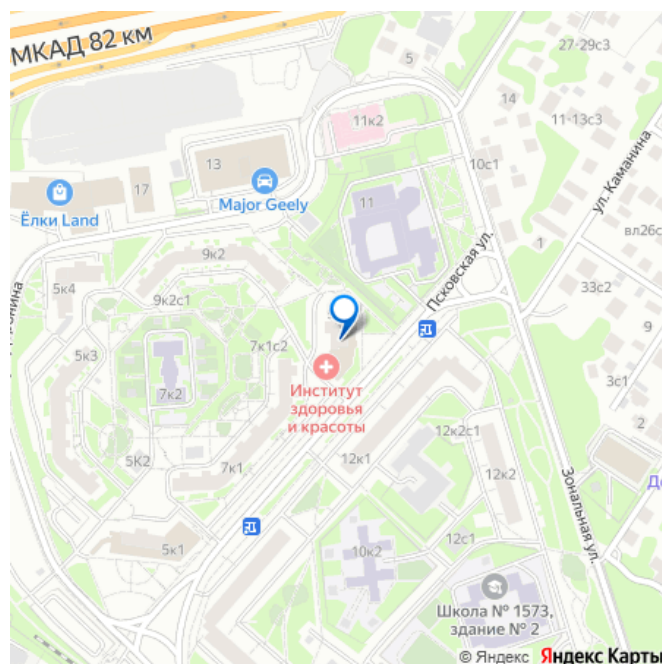 МКАД 82 км
5
27-29с3
14
11к2
11-13с3
13
17
Major Geely
Ёлки Land
10с1
ул. Каманина
11
1
вл26с
9к2
Псковская ул.
5к4
33с2
9к2с1
9
5к3
7к1с2
7к2
Институт
здоровья
и красоты
3с1
2
5К2
12к2с1
7к1
12к1
12к2
Зональная ул.
5к1
12с1
10к2
Школа № 1573,
здание № 2
© Яндекс Яндекс Карты